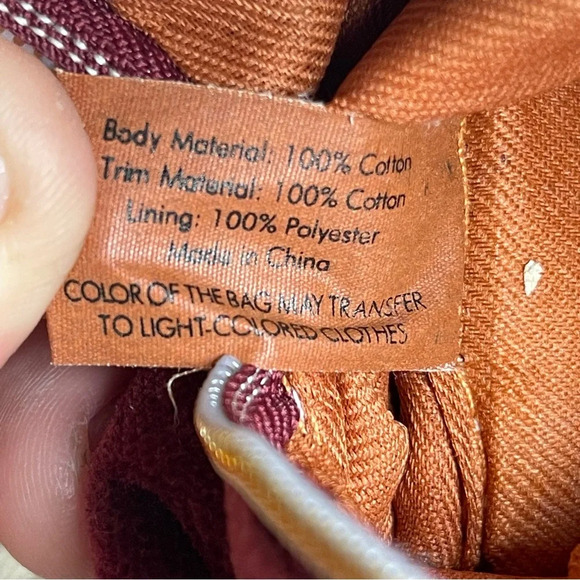 Body Material: 100% Cotton
Trim Material: 100% Cotton
Lining: 100% Polyester
Made in China
COLOR OF THE BAG MAY TRANSFER
TO LIGHT-COLORED CLOTHES